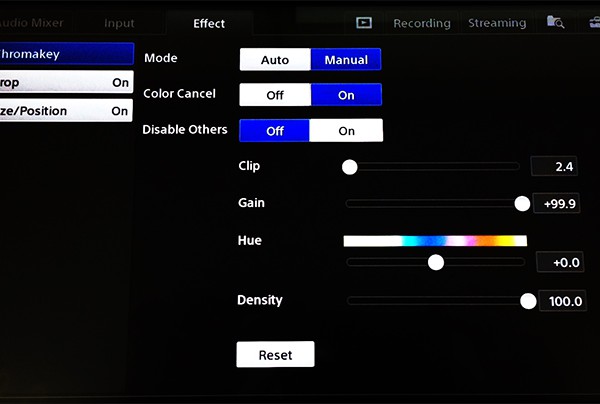 Audio Mixer Input Effect Recording Streaming
hromakey
rop On
ze/Position On
Mode Auto Manual
Color Cancel Off On
Disable Others Off On
Clip 2.4
Gain +99.9
Hue +0.0
Density 100.0
Reset